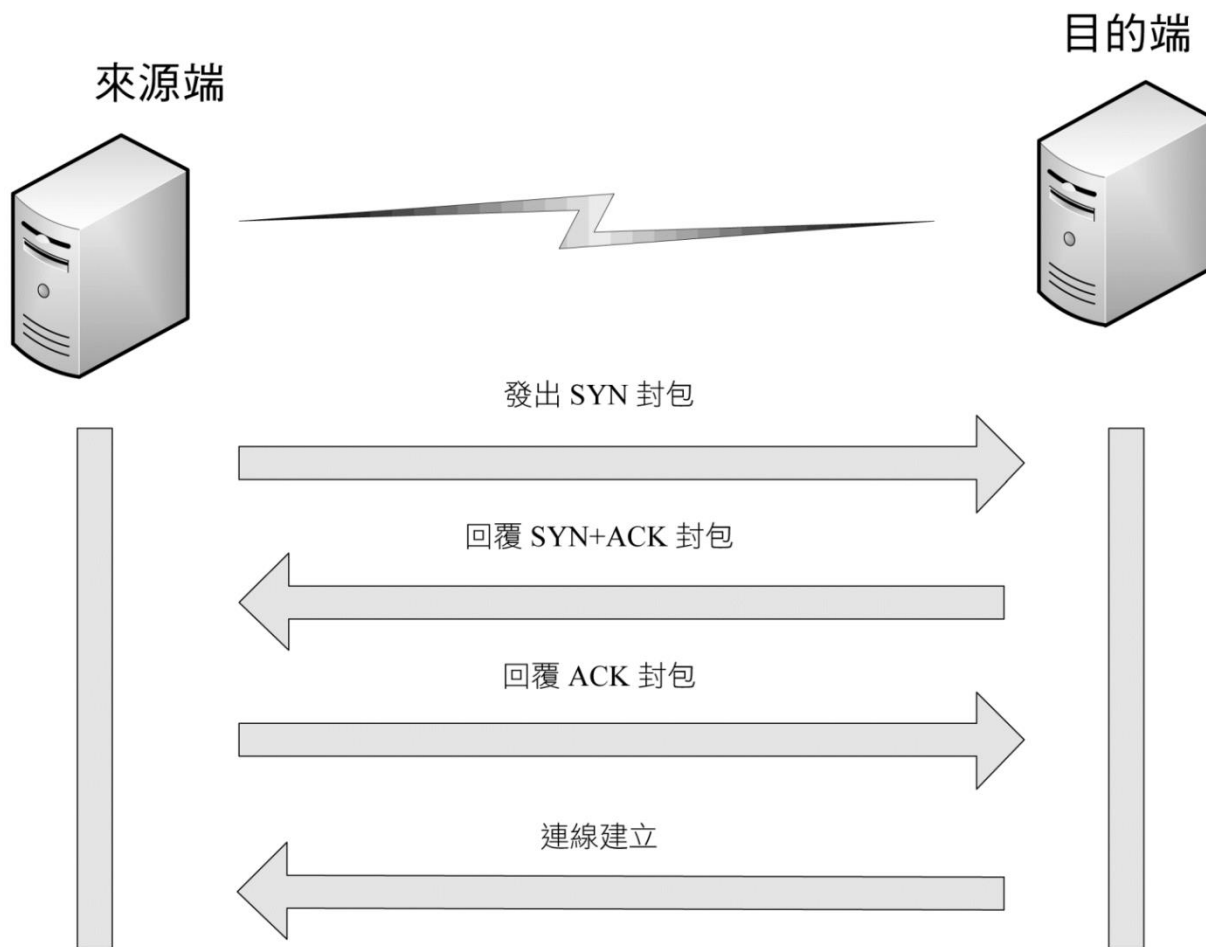 目的端
來源端
發出 SYN 封包
回覆 SYN+ACK 封包
回覆 ACK 封包
連線建立